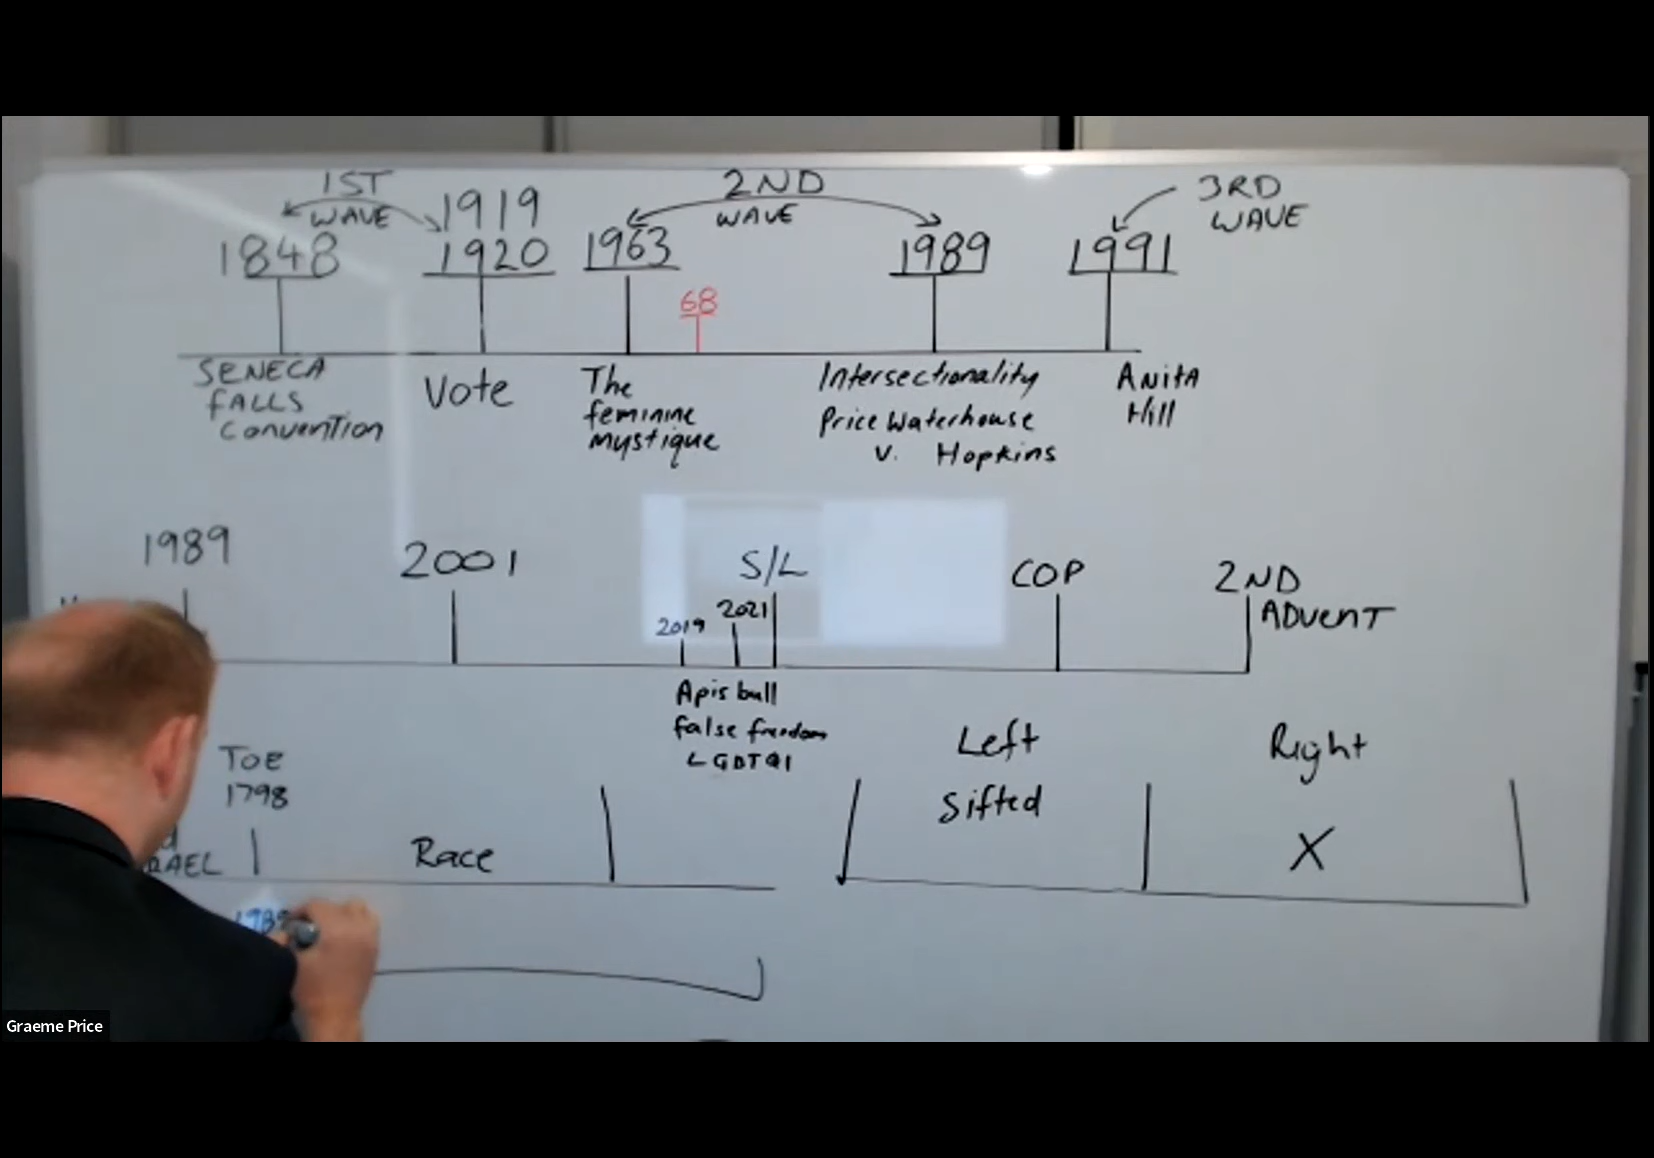 1ST
WAVE
1919
2ND
WAVE
3RD
WAVE
1848
1920
1963
1989
1991
68
SENECA
FALLS
CONVENTION
Vote
The
feminine
mystique
Intersectionality
Price Waterhouse
v. Hopkins
Anita
Hill
1989
2001
S/L
COP
2ND
ADVENT
2019
2021
Apis bull
false freedom
LGBTQI
TOE
1798
Race
Left
Sifted
Right
X
Graeme Price